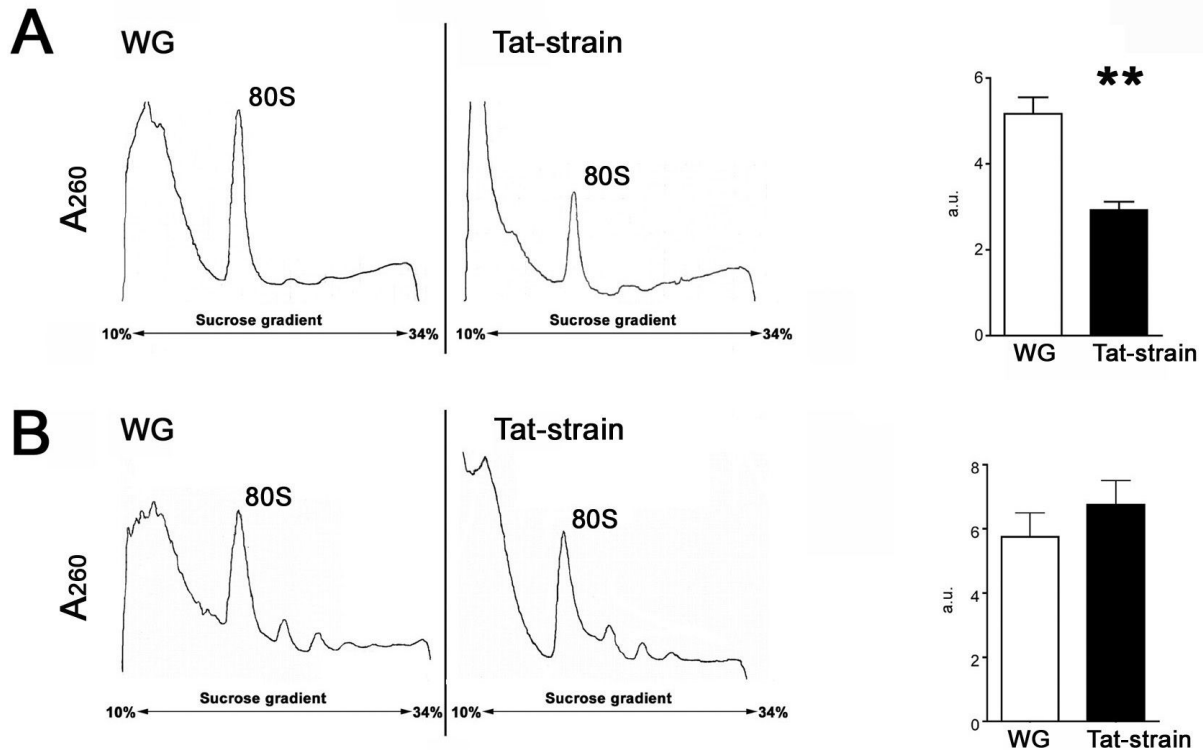 A
WG
Tat-strain
80S
80S
A260
Sucrose gradient
10%
34%
Sucrose gradient
10%
34%
**
6
4
2
0
a.u.
WG
Tat-strain
B
WG
Tat-strain
80S
80S
A260
Sucrose gradient
10%
34%
Sucrose gradient
10%
34%
8
6
4
2
0
a.u.
WG
Tat-strain